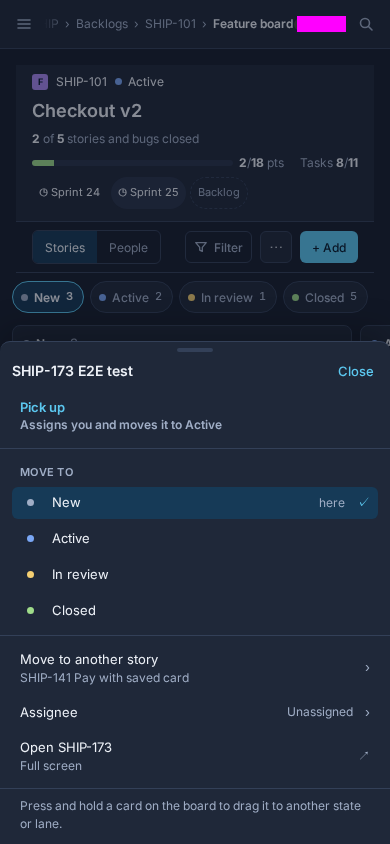 Backlogs › SHIP-101 › Feature board
F SHIP-101 Active
Checkout v2
2 of 5 stories and bugs closed
2/18 pts Tasks 8/11
Sprint 24 Sprint 25 Backlog
Stories People Filter ··· + Add
New 3 Active 2 In review 1 Closed 5
SHIP-173 E2E test Close
Pick up
Assigns you and moves it to Active
MOVE TO
New here ✓
Active
In review
Closed
Move to another story ›
SHIP-141 Pay with saved card
Assignee Unassigned ›
Open SHIP-173 ↗
Full screen
Press and hold a card on the board to drag it to another state
or lane.